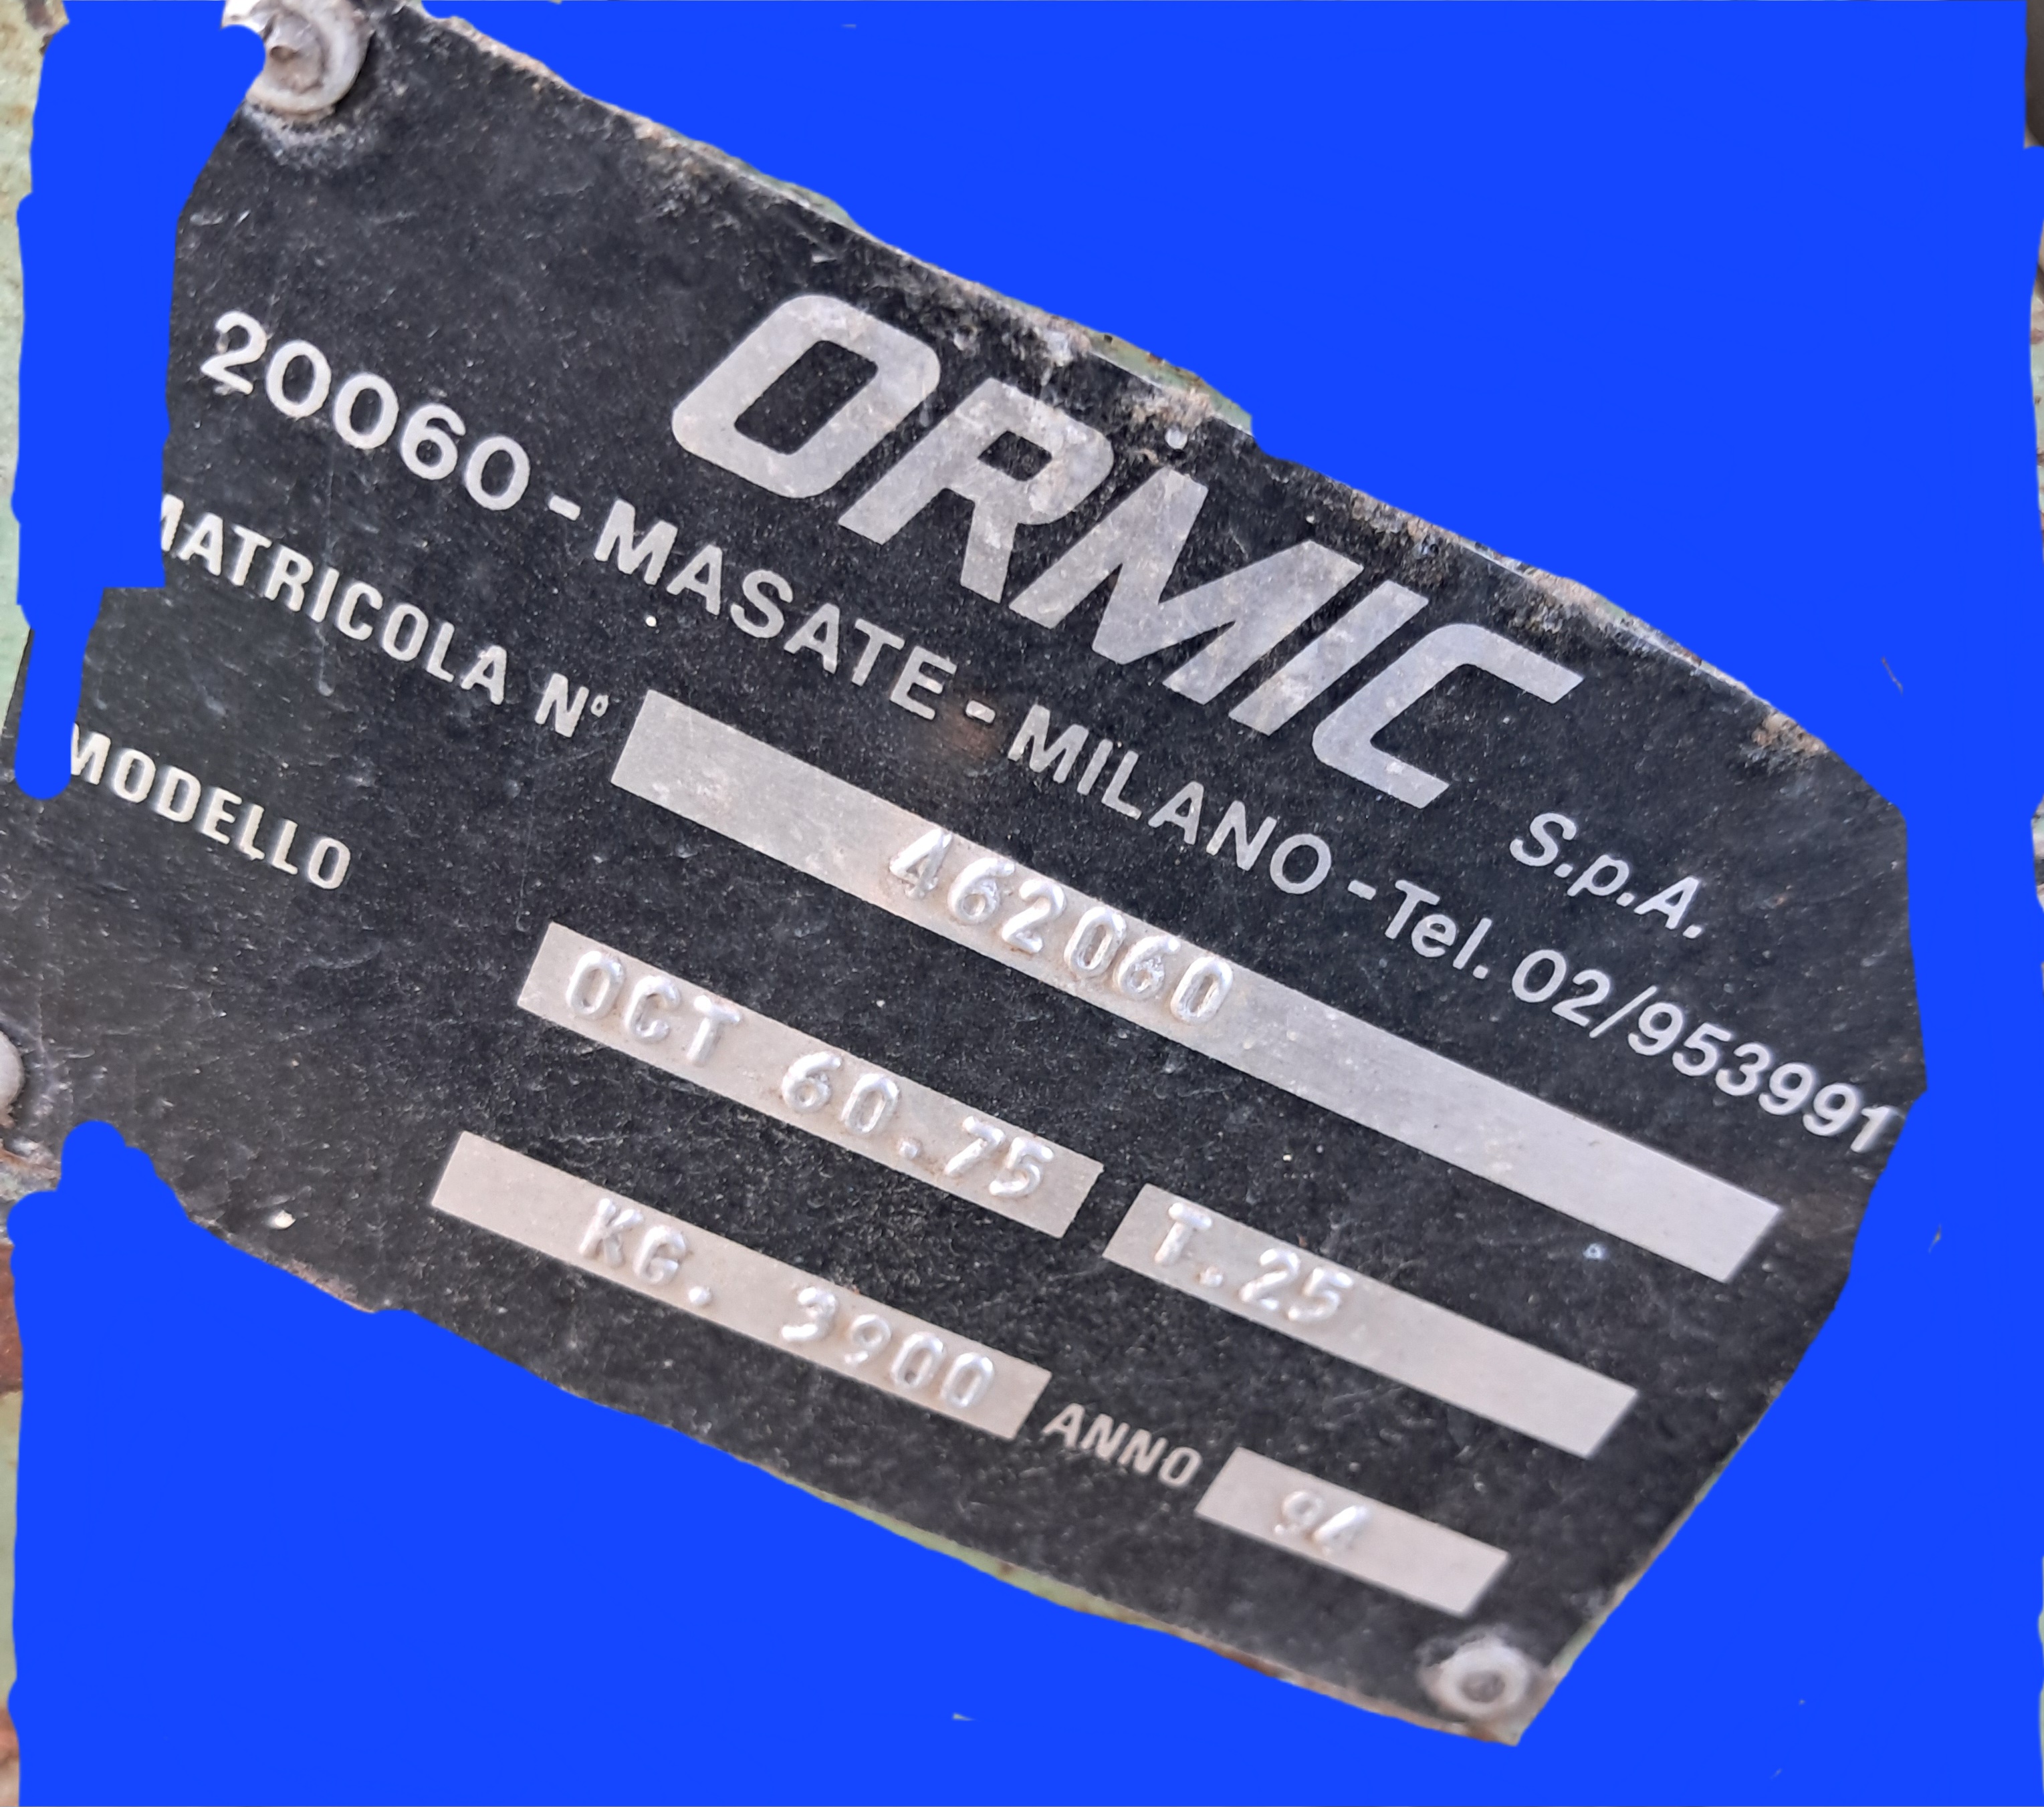 ORMIC S.p.A.
20060 - MASATE - MILANO - Tel. 02/953991
MATRICOLA N° 462060
MODELLO OCT 60.75 T.25
KG. 3900 ANNO 94